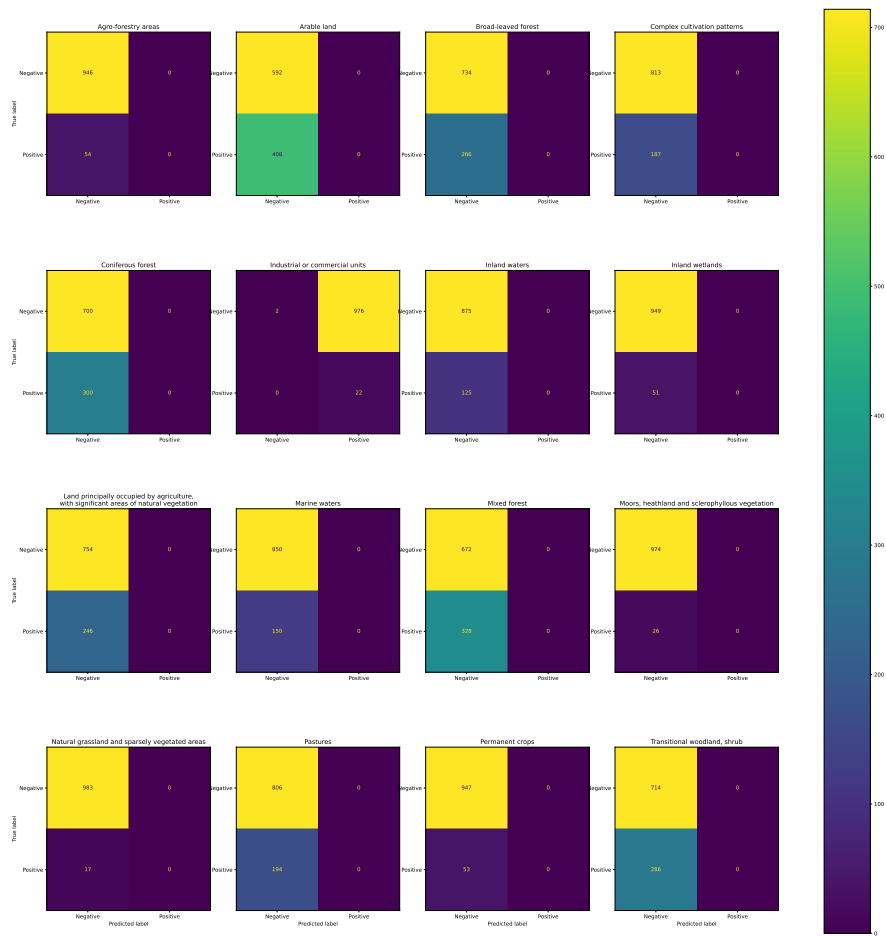 Agro-forestry areas
Arable land
Broad-leaved forest
Complex cultivation patterns
True label
Negative
946
0
Negative
592
0
Negative
734
0
Negative
813
0
Positive
54
0
Positive
408
0
Positive
266
0
Positive
187
0
Negative Positive
Negative Positive
Negative Positive
Negative Positive
Coniferous forest
Industrial or commercial units
Inland waters
Inland wetlands
True label
Negative
700
0
Negative
2
976
Negative
875
0
Negative
949
0
Positive
300
0
Positive
0
22
Positive
125
0
Positive
51
0
Negative Positive
Negative Positive
Negative Positive
Negative Positive
Land principally occupied by agriculture,
with significant areas of natural vegetation
Marine waters
Mixed forest
Moors, heathland and sclerophyllous vegetation
True label
Negative
754
0
Negative
850
0
Negative
672
0
Negative
974
0
Positive
246
0
Positive
150
0
Positive
328
0
Positive
26
0
Negative Positive
Negative Positive
Negative Positive
Negative Positive
Natural grassland and sparsely vegetated areas
Pastures
Permanent crops
Transitional woodland, shrub
True label
Negative
983
0
Negative
806
0
Negative
947
0
Negative
714
0
Positive
17
0
Positive
194
0
Positive
53
0
Positive
286
0
Negative Positive
Negative Positive
Negative Positive
Negative Positive
Predicted label
Predicted label
Predicted label
Predicted label
700
600
500
400
300
200
100
0